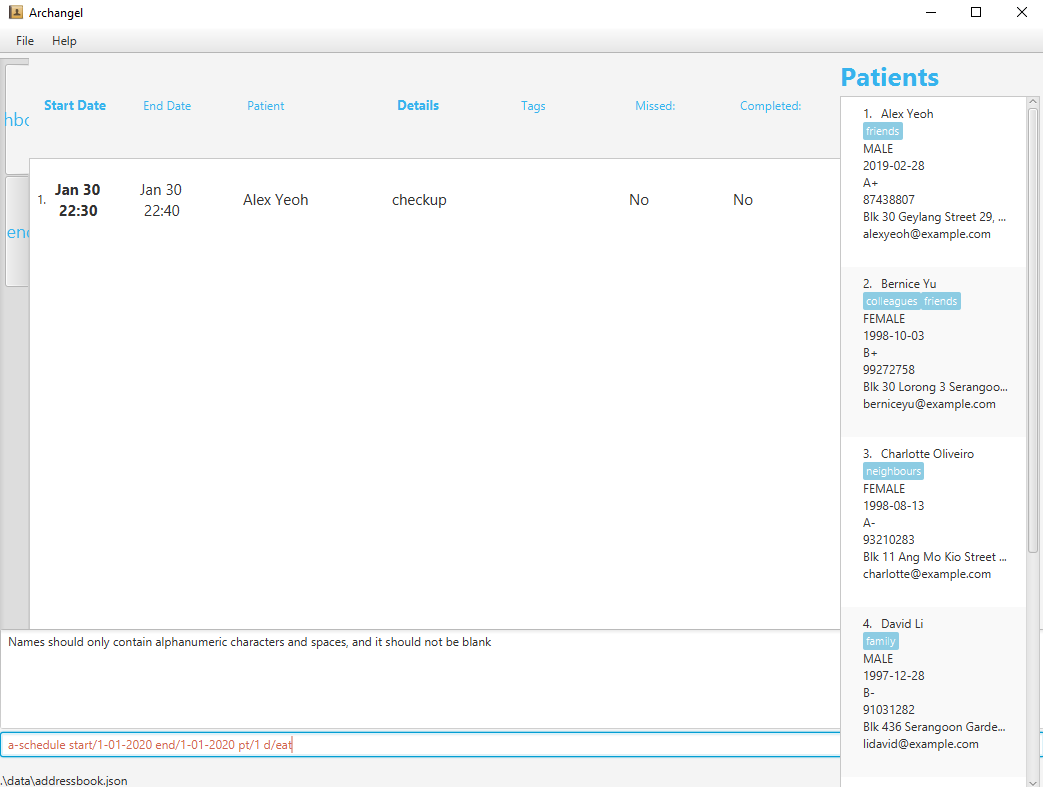 Archangel
File Help
Start Date End Date Patient Details Tags Missed: Completed:
1. Jan 30 22:30 Jan 30 22:40 Alex Yeoh checkup No No
Patients
1. Alex Yeoh
friends
MALE
2019-02-28
A+
87438807
Blk 30 Geylang Street 29, ...
alexyeoh@example.com
2. Bernice Yu
colleagues friends
FEMALE
1998-10-03
B+
99272758
Blk 30 Lorong 3 Serangoo...
berniceyu@example.com
3. Charlotte Oliveiro
neighbours
FEMALE
1998-08-13
A-
93210283
Blk 11 Ang Mo Kio Street ...
charlotte@example.com
4. David Li
family
MALE
1997-12-28
B-
91031282
Blk 436 Serangoon Garde...
lidavid@example.com
Names should only contain alphanumeric characters and spaces, and it should not be blank
a-schedule start/1-01-2020 end/1-01-2020 pt/1 d/eat
.\data\addressbook.json